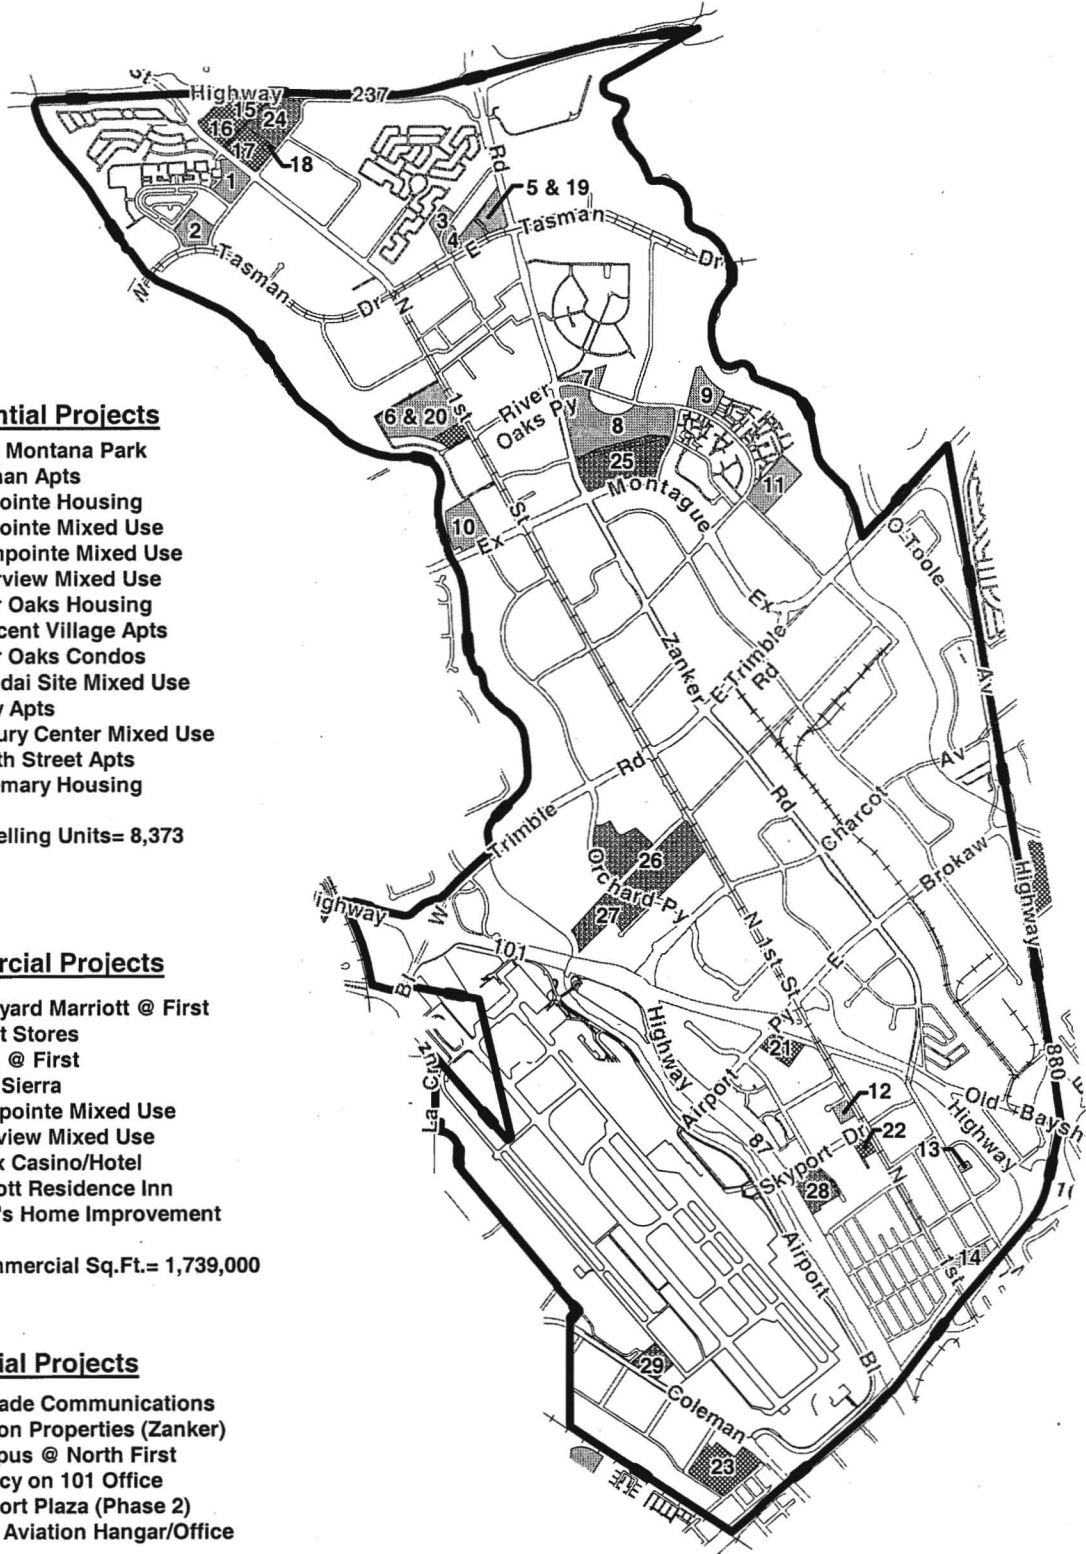 ntial Projects
Montana Park
nan Apts
ointe Housing
ointe Mixed Use
npointe Mixed Use
rview Mixed Use
r Oaks Housing
cent Village Apts
r Oaks Condos
dai Site Mixed Use
y Apts
ury Center Mixed Use
th Street Apts
mary Housing
elling Units= 8,373
rcial Projects
yard Marriott @ First
t Stores
@ First
Sierra
pointe Mixed Use
view Mixed Use
x Casino/Hotel
ott Residence Inn
's Home Improvement
mmercial Sq.Ft.= 1,739,000
ial Projects
ade Communications
on Properties (Zanker)
pus @ North First
cy on 101 Office
ort Plaza (Phase 2)
Aviation Hangar/Office
St
Highway 237
15
24
16
17
18
1
2
Rd
5 & 19
3
4
E Tasman Dr
W Tasman Dr
N 1st St
7
River Oaks Py
9
6 & 20
8
25
11
10
Montague Ex
Ex
O Toole Av
Zanker Rd
E Trimble Rd
W Trimble Rd
Charcot Av
E Brokaw
26
Orchard Py
27
Highway 880
ighway 101
N 1st St
Bl
La Cruz
Highway 87
Airport Py
21
12
22
13
Old Baysh
Highway
Skyport Dr
28
N 1st
14
Airport Bl
29
Coleman
23